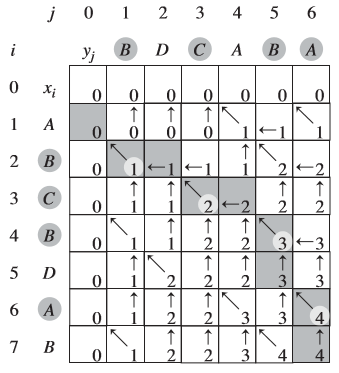 j 0 1 2 3 4 5 6
i y_j B D C A B A
0 x_i 0 0 0 0 0 0 0
1 A 0 ↑0 ↑0 ↑0 ↖1 ←1 ↖1
2 B 0 ↖1 ←1 ←1 ↑1 ↖2 ←2
3 C 0 ↑1 ↑1 ↖2 ←2 ↑2 ↑2
4 B 0 ↖1 ↑1 ↑2 ↑2 ↖3 ←3
5 D 0 ↑1 ↖2 ↑2 ↑2 ↑3 ↑3
6 A 0 ↑1 ↑2 ↑2 ↖3 ↑3 ↖4
7 B 0 ↖1 ↑2 ↑2 ↑3 ↖4 ↑4